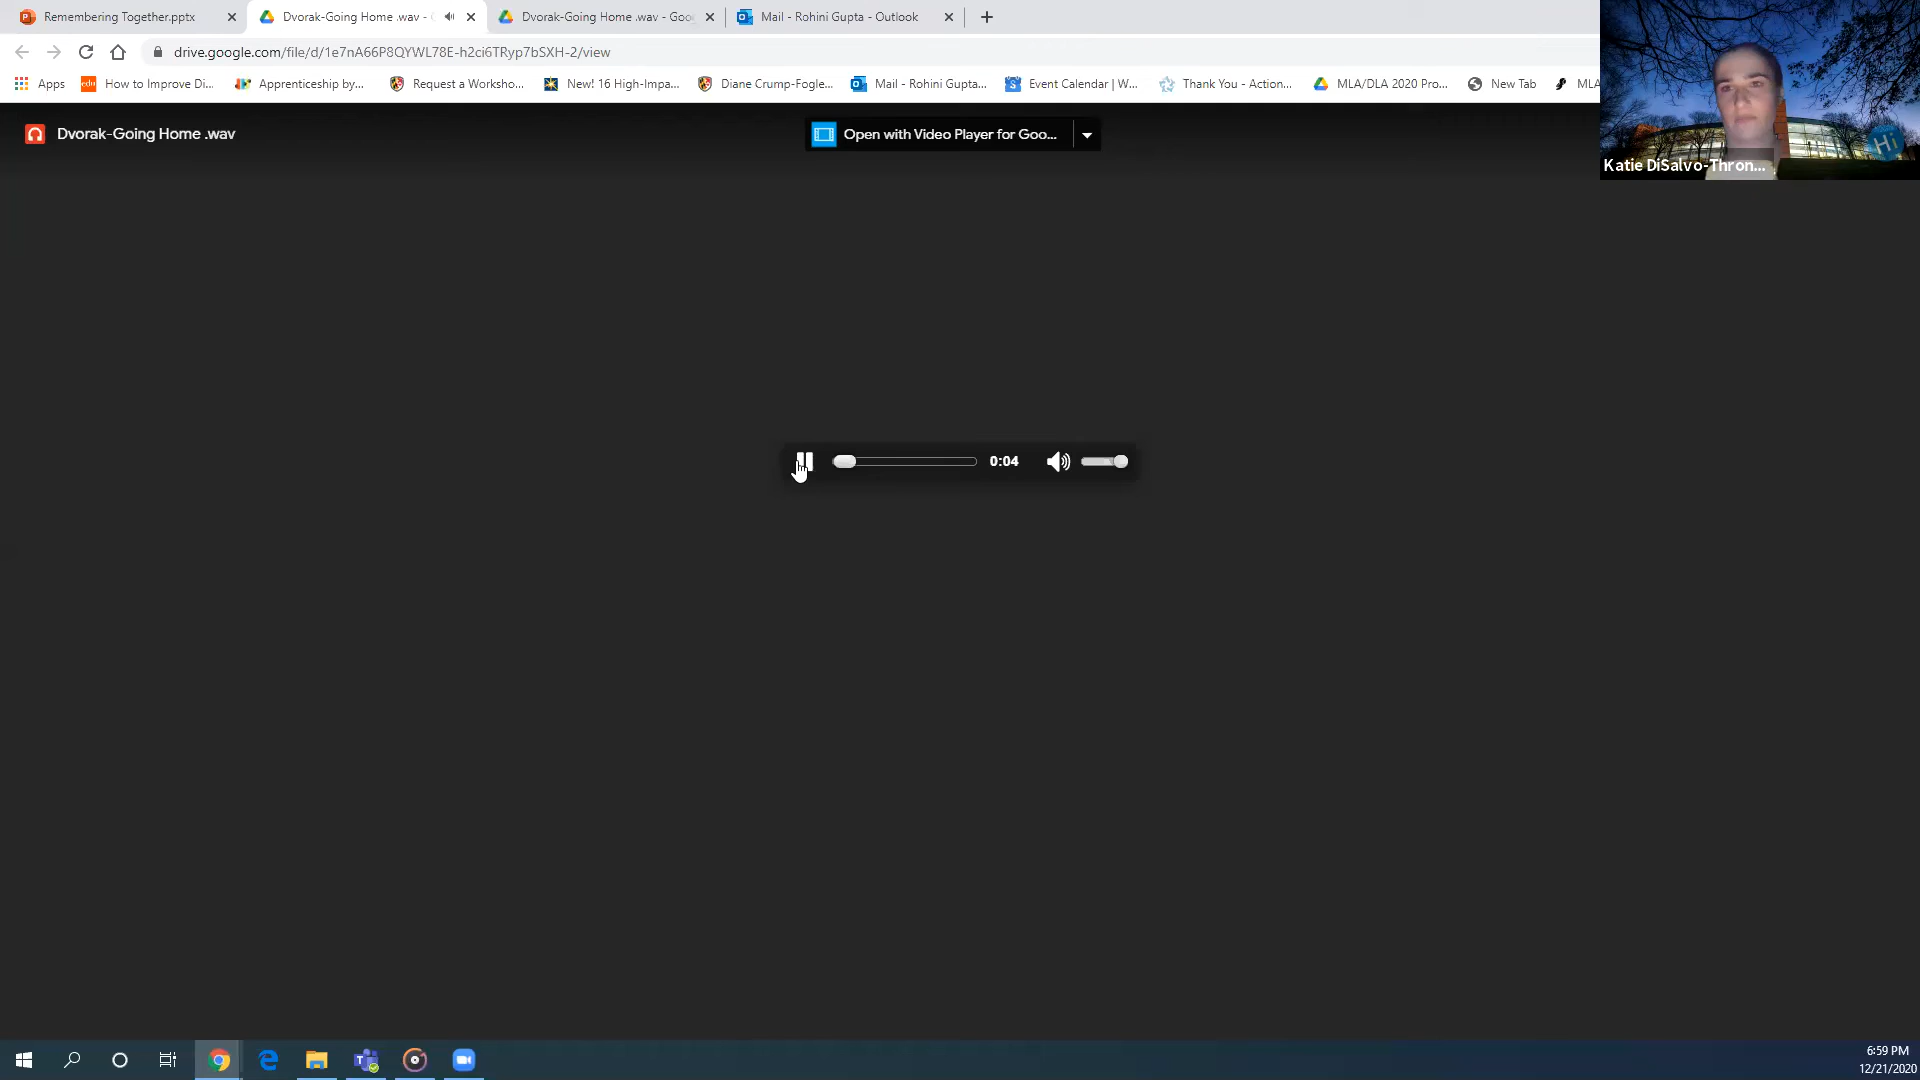 Remembering Together.pptx
Dvorak-Going Home .wav -
Dvorak-Going Home .wav - Goo
Mail - Rohini Gupta - Outlook
drive.google.com/file/d/1e7nA66P8QYWL78E-h2ci6TRyp7bSXH-2/view
Apps
edu
How to Improve Di...
Apprenticeship by...
Request a Worksho...
New! 16 High-Impa...
Diane Crump-Fogle...
Mail - Rohini Gupta...
Event Calendar | W...
Thank You - Action...
MLA/DLA 2020 Pro...
New Tab
MLA
Dvorak-Going Home .wav
Open with Video Player for Goo...
Hi
Katie DiSalvo-Thron...
0:04
6:59 PM
12/21/2020